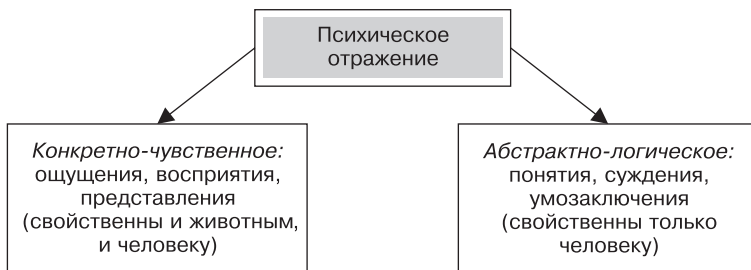 Психическое
отражение
Конкретно-чувственное:
ощущения, восприятия,
представления
(свойственны и животным,
и человеку)
Абстрактно-логическое:
понятия, суждения,
умозаключения
(свойственны только
человеку)